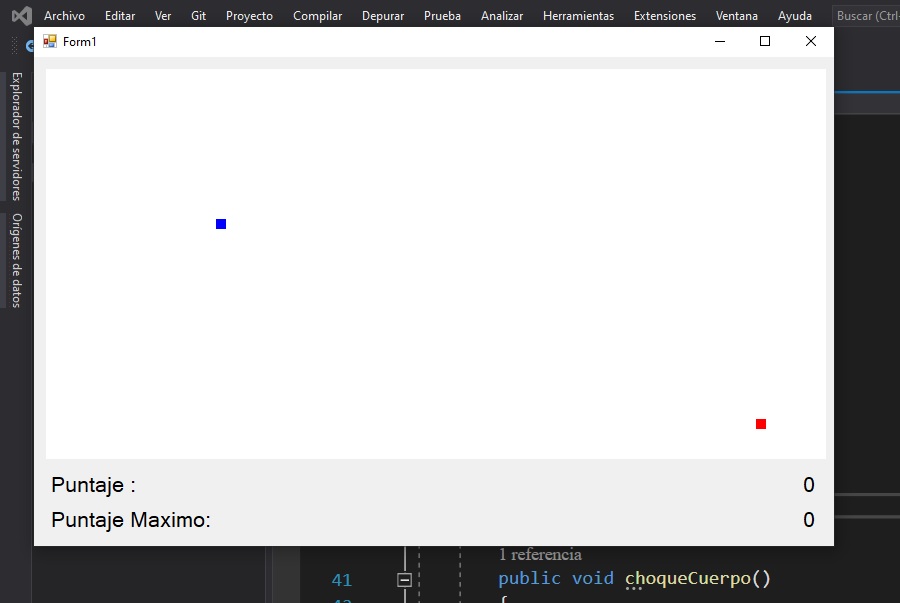 Archivo Editar Ver Git Proyecto Compilar Depurar Prueba Analizar Herramientas Extensiones Ventana Ayuda Buscar (Ctrl
Form1
Explorador de servidores
Orígenes de datos
Puntaje : 0
Puntaje Maximo: 0
1 referencia
41 public void choqueCuerpo()